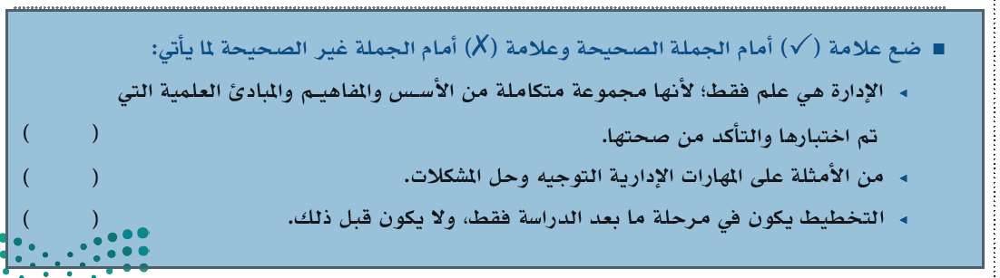 ■ ضع علامة (✓) أمام الجملة الصحيحة وعلامة (✗) أمام الجملة غير الصحيحة لما يأتي:
◂ الإدارة هي علم فقط؛ لأنها مجموعة متكاملة من الأسس والمفاهيم والمبادئ العلمية التي
تم اختبارها والتأكد من صحتها. ( )
◂ من الأمثلة على المهارات الإدارية التوجيه وحل المشكلات. ( )
◂ التخطيط يكون في مرحلة ما بعد الدراسة فقط، ولا يكون قبل ذلك. ( )